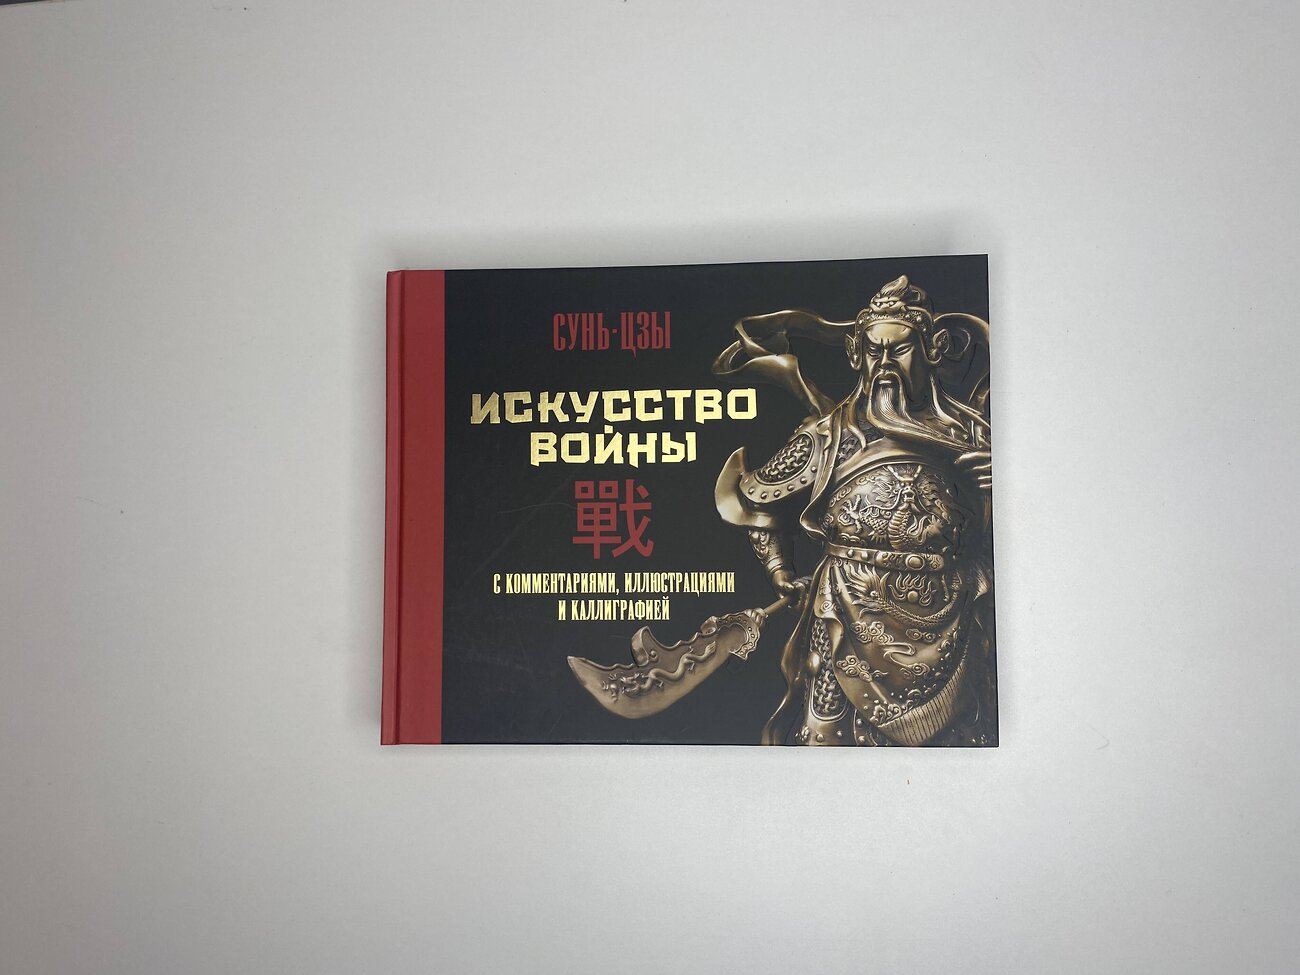 СУНЬ-ЦЗЫ
ИСКУССТВО
ВОЙНЫ
戰
С КОММЕНТАРИЯМИ, ИЛЛЮСТРАЦИЯМИ
И КАЛЛИГРАФИЕЙ